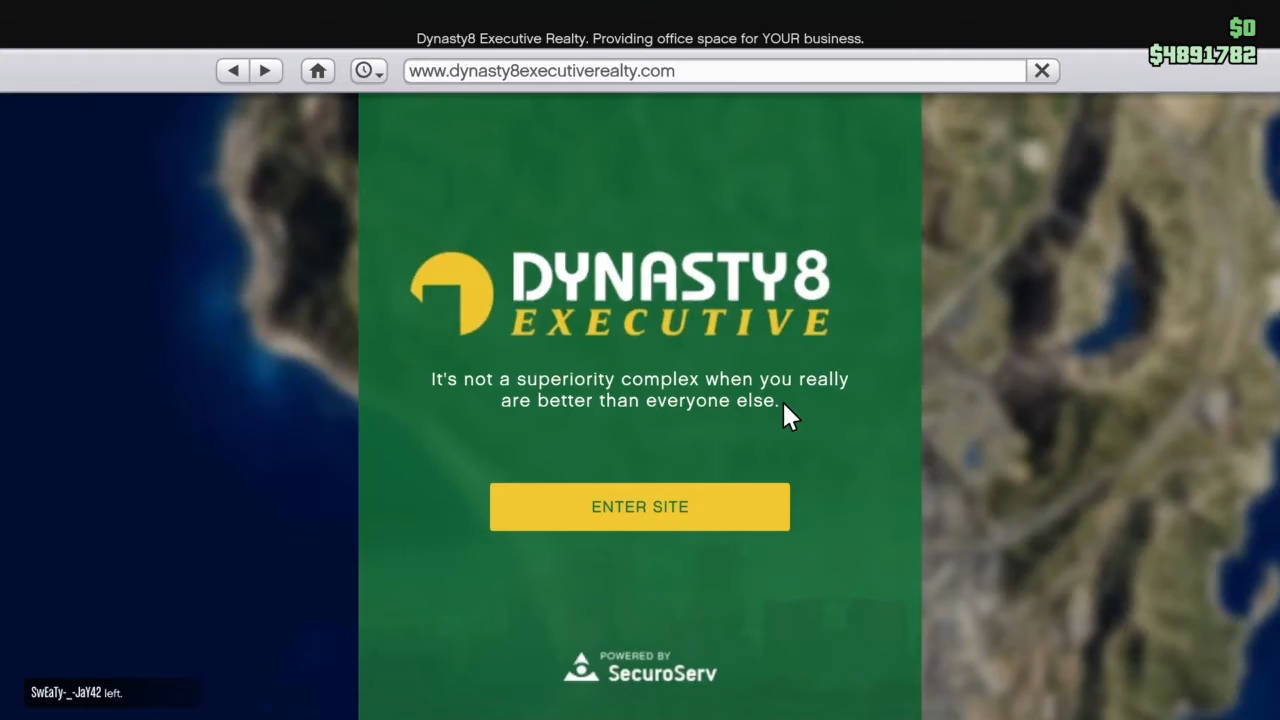 Dynasty8 Executive Realty. Providing office space for YOUR business.
$0
$4891782
www.dynasty8executiverealty.com
DYNASTY8
EXECUTIVE
It's not a superiority complex when you really
are better than everyone else.
ENTER SITE
POWERED BY
SecuroServ
SwEaTy-_-JaY42 left.